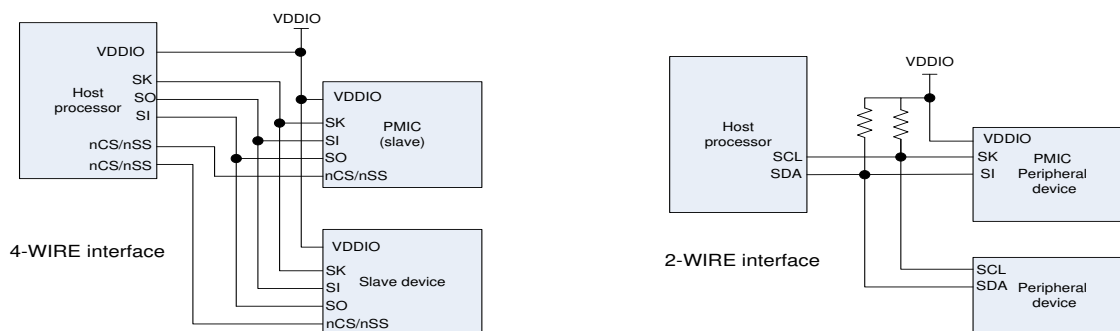 VDDIO
VDDIO
SK
SO
SI
Host
processor
nCS/nSS
nCS/nSS
VDDIO
SK
SI
SO
nCS/nSS
PMIC
(slave)
4-WIRE interface
VDDIO
SK
SI
SO
nCS/nSS
Slave device
VDDIO
Host
processor
SCL
SDA
VDDIO
SK
SI
PMIC
Peripheral
device
2-WIRE interface
SCL
SDA
Peripheral
device